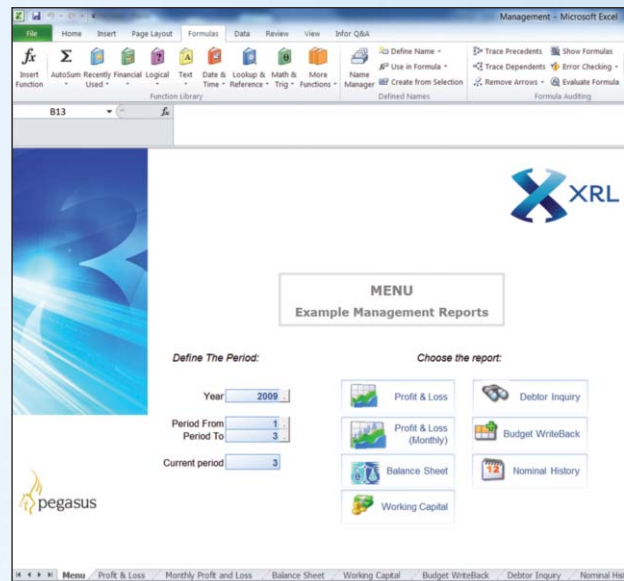 Management - Microsoft Excel
File Home Insert Page Layout Formulas Data Review View Infor Q&A
fx Σ
Insert Function
AutoSum
Recently Used
Financial
Logical
Text
Date & Time
Lookup & Reference
Math & Trig
More Functions
Function Library
Name Manager
Define Name
Use in Formula
Create from Selection
Defined Names
Trace Precedents
Trace Dependents
Remove Arrows
Show Formulas
Error Checking
Evaluate Formula
Formula Auditing
B13 fx
XRL
3
MENU
Example Management Reports
Define The Period:
Choose the report:
Year 2009
Period From 1
Period To 3
Current period 3
Profit & Loss
Debtor Inquiry
Profit & Loss
(Monthly)
Budget WriteBack
Balance Sheet
12
Nominal History
Working Capital
pegasus
Menu Profit & Loss Monthly Profit and Loss Balance Sheet Working Capital Budget WriteBack Debtor Inquiry Nominal His